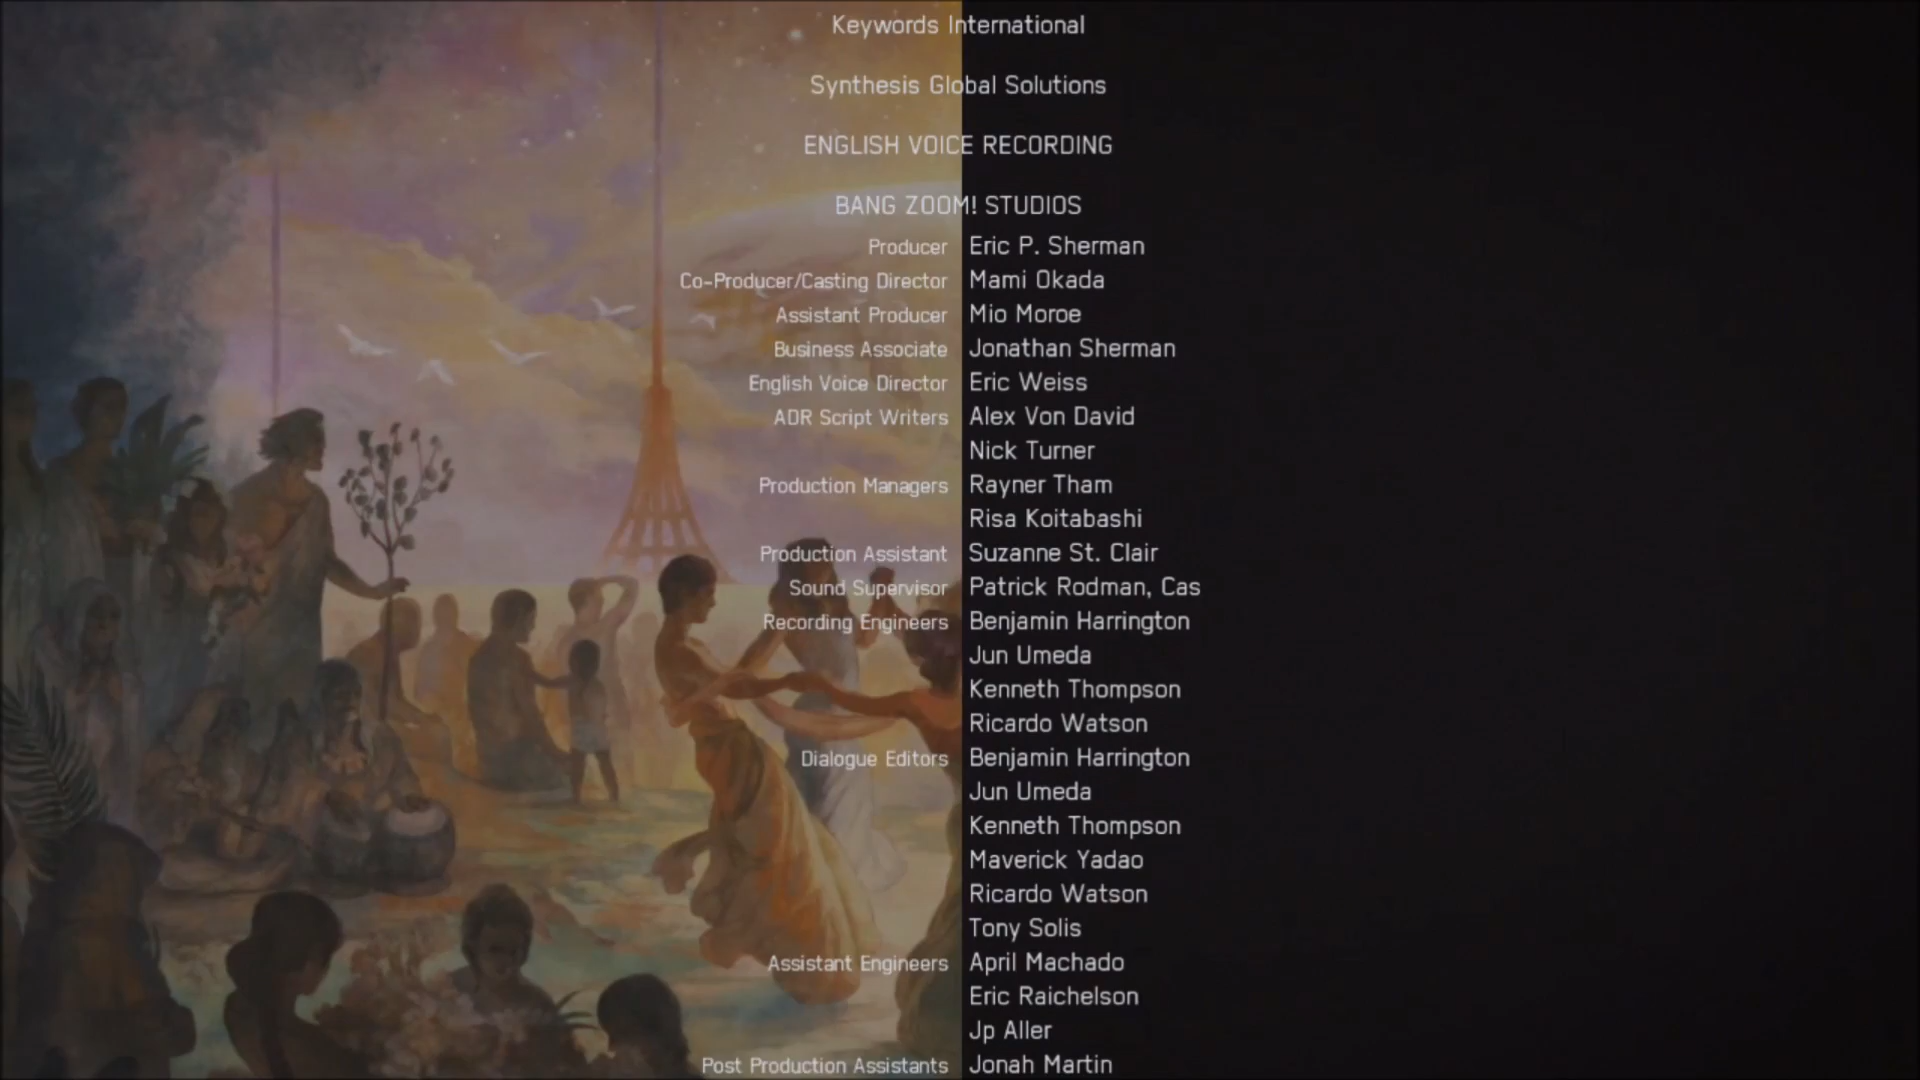 Keywords International
Synthesis Global Solutions
ENGLISH VOICE RECORDING
BANG ZOOM! STUDIOS
Producer Eric P. Sherman
Co-Producer/Casting Director Mami Okada
Assistant Producer Mio Moroe
Business Associate Jonathan Sherman
English Voice Director Eric Weiss
ADR Script Writers Alex Von David
Nick Turner
Production Managers Rayner Tham
Risa Koitabashi
Production Assistant Suzanne St. Clair
Sound Supervisor Patrick Rodman, Cas
Recording Engineers Benjamin Harrington
Jun Umeda
Kenneth Thompson
Ricardo Watson
Dialogue Editors Benjamin Harrington
Jun Umeda
Kenneth Thompson
Maverick Yadao
Ricardo Watson
Tony Solis
Assistant Engineers April Machado
Eric Raichelson
Jp Aller
Post Production Assistants Jonah Martin